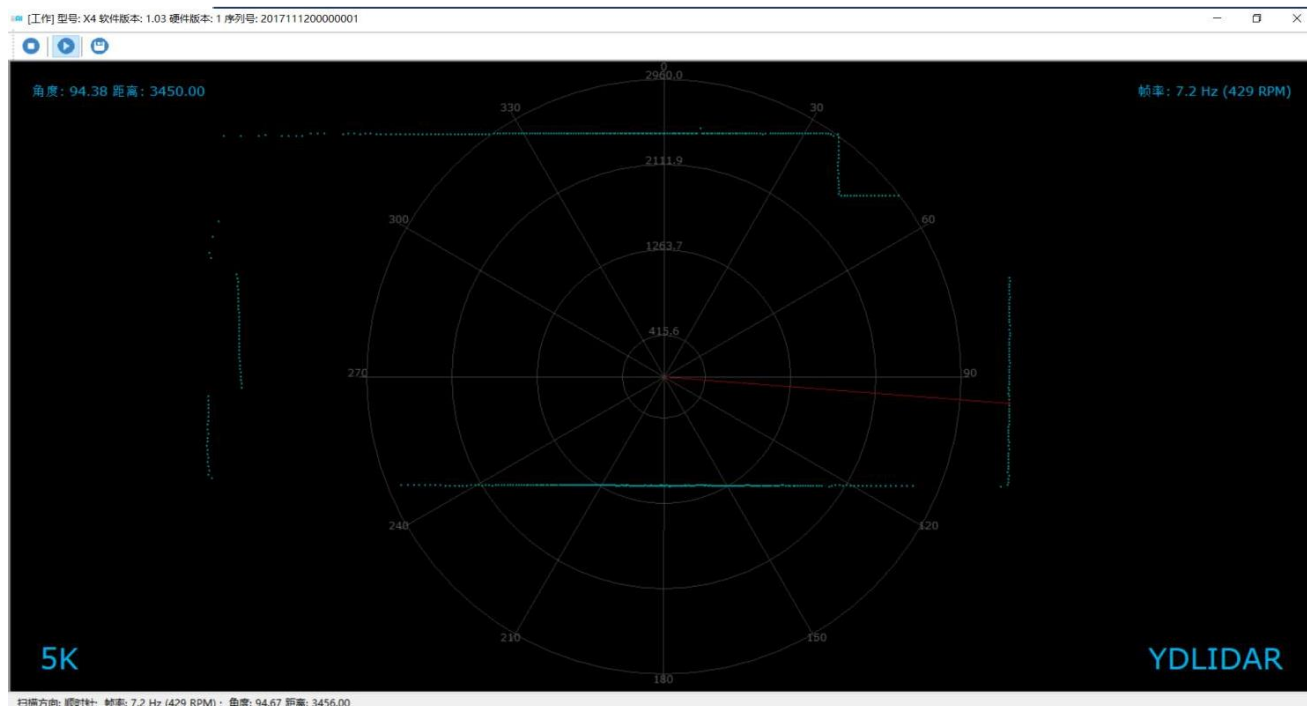 [工作] 型号: X4 软件版本: 1.03 硬件版本: 1 序列号: 2017111200000001
角度: 94.38 距离: 3450.00
帧率: 7.2 Hz (429 RPM)
0
2960.0
330
30
2111.9
300
60
1263.7
415.6
270
90
240
120
210
150
180
5K
YDLIDAR
扫描方向: 顺时针; 帧率: 7.2 Hz (429 RPM) ; 角度: 94.67 距离: 3456.00